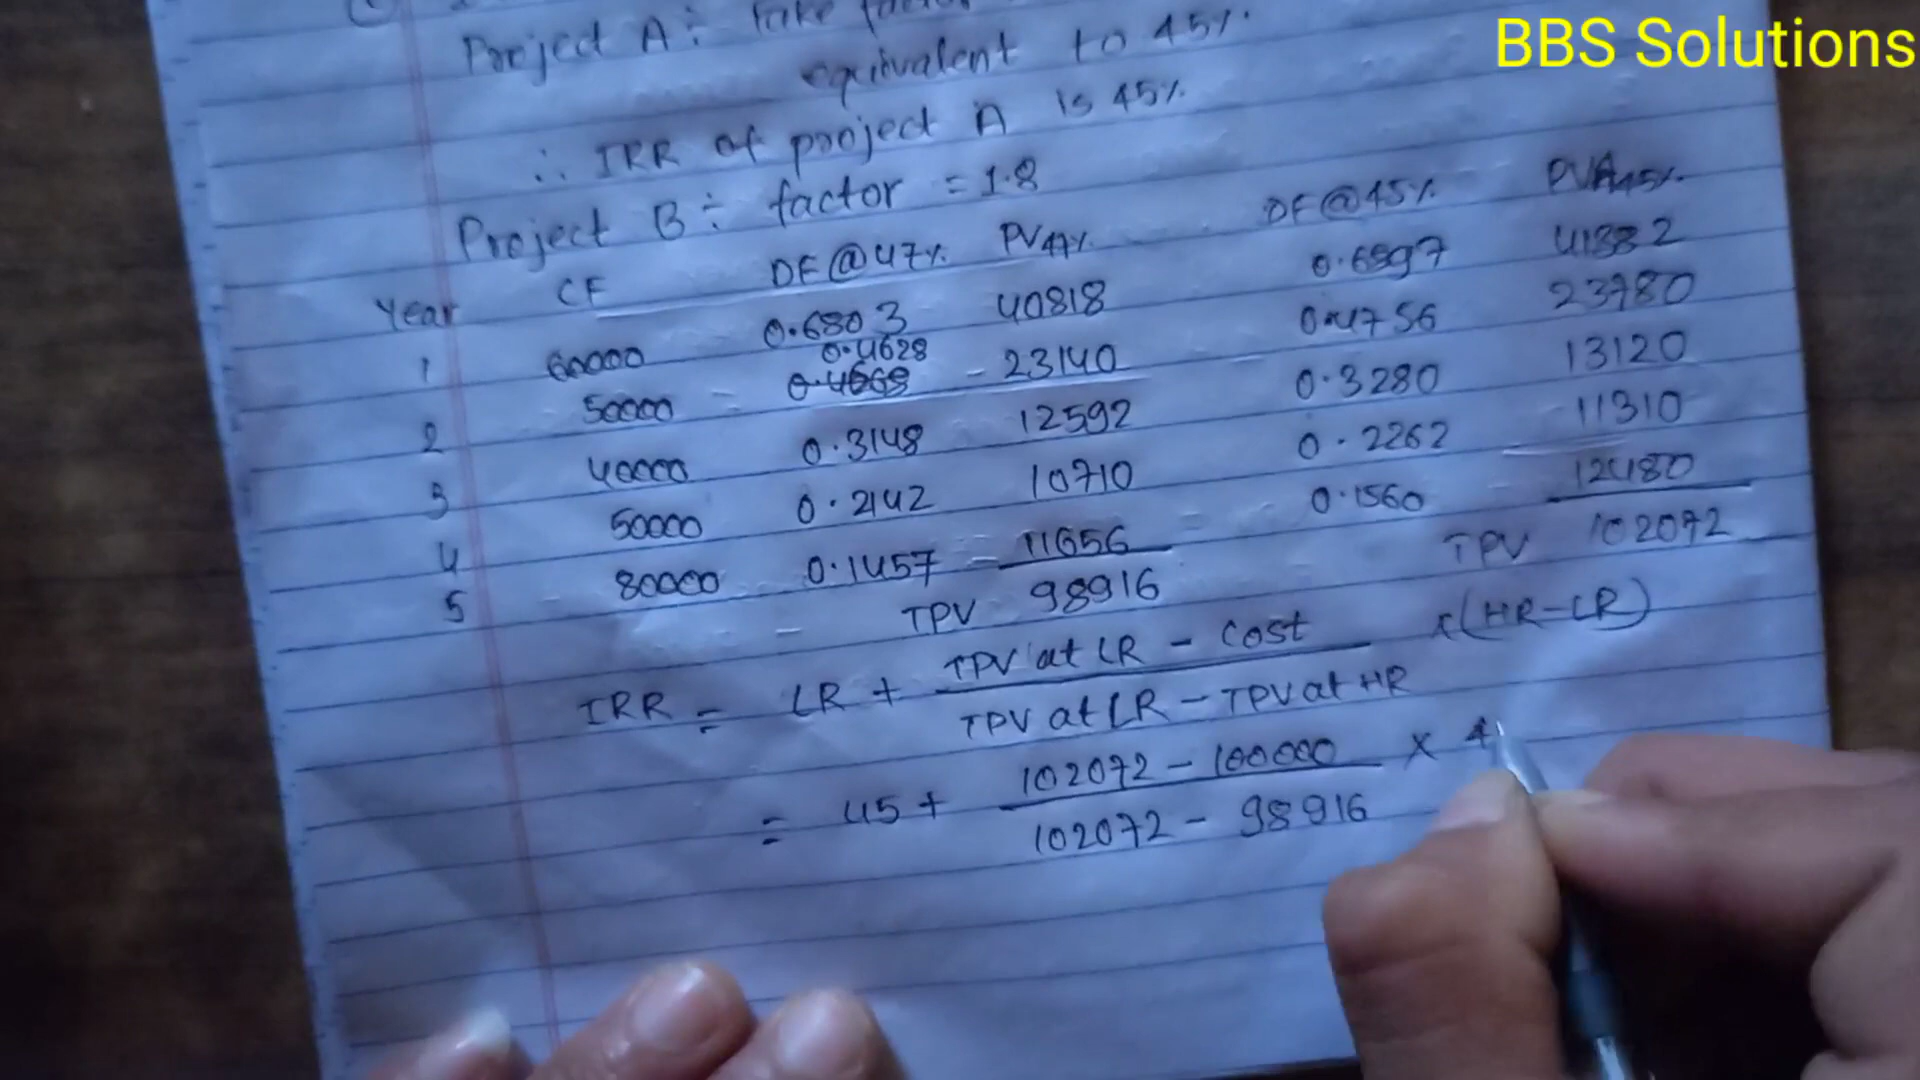 BBS Solutions
Project A : Take
equivalent to 45%.
∴ IRR of project A is 45%
Project B ÷ factor = 1.8
Year CF DF@47% PV47% DF@45% PV45%
1 60000 0.6803 40818 0.6897 41382
2 50000 0.4628 23140 0.4756 23780
3 40000 0.3148 12592 0.3280 13120
4 50000 0.2142 10710 0.2262 11310
5 80000 0.1457 11656 0.1560 12480
TPV 98916 TPV 102072
IRR = LR + TPV at LR - Cost x (HR-LR)
TPV at LR - TPV at HR
= 45 + 102072 - 100000 x 4
102072 - 98916